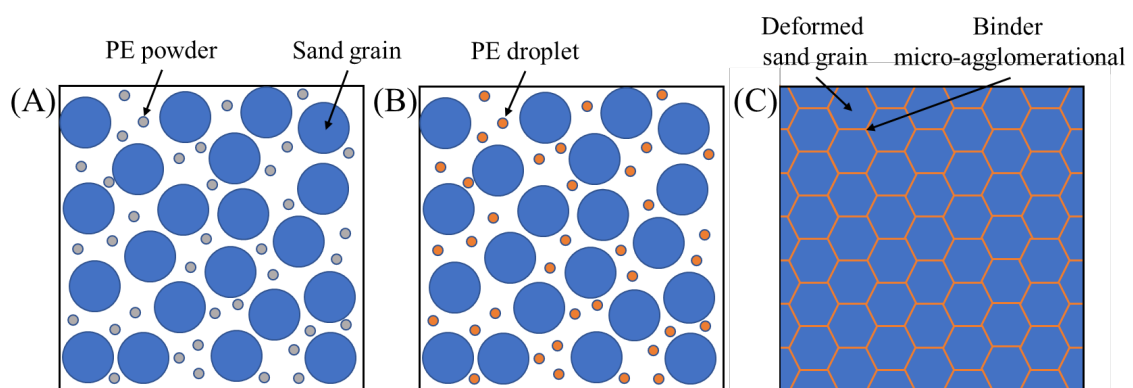 PE powder
Sand grain
PE droplet
Deformed
sand grain
Binder
micro-agglomerational
(A)
(B)
(C)